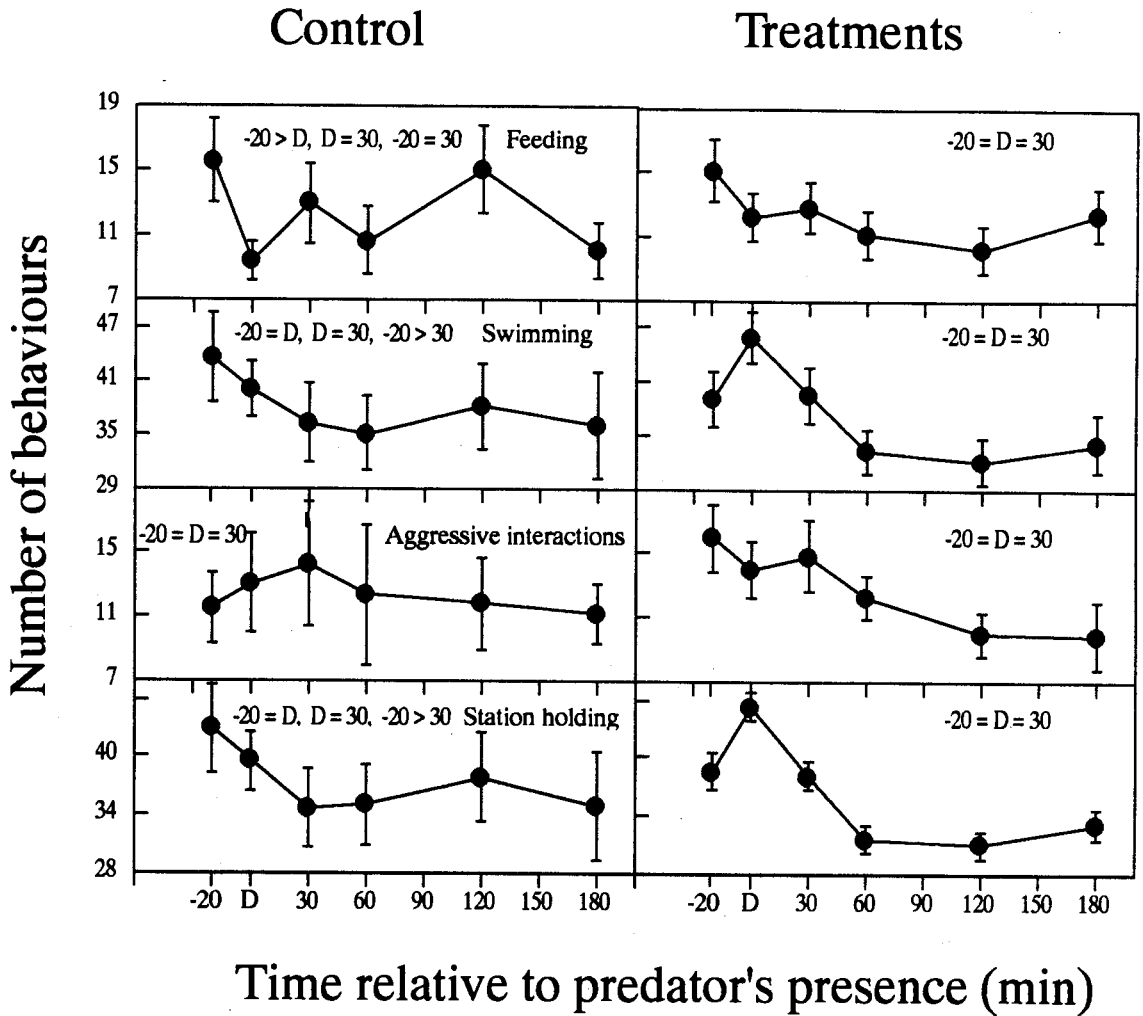 Control Treatments
19
15
11
7
-20 > D, D = 30, -20 = 30 Feeding
-20 = D = 30
47
41
35
29
-20 = D, D = 30, -20 > 30 Swimming
-20 = D = 30
15
11
7
-20 = D = 30 Aggressive interactions
-20 = D = 30
40
34
28
-20 = D, D = 30, -20 > 30 Station holding
-20 = D = 30
Number of behaviours
-20 D 30 60 90 120 150 180
-20 D 30 60 90 120 150 180
Time relative to predator's presence (min)